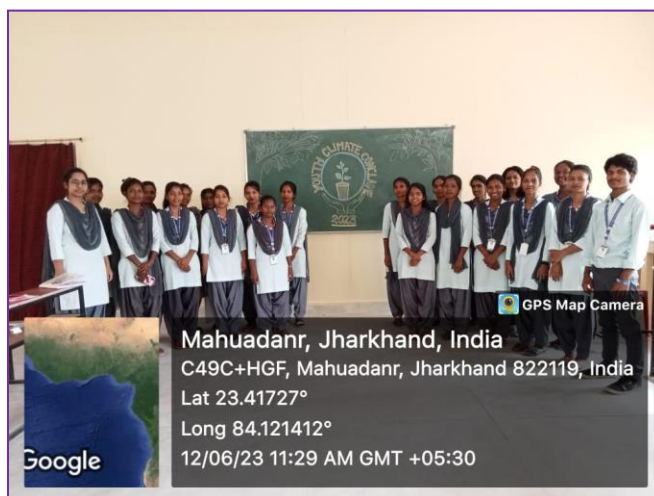 YOUTH CLIMATE CONCLAVE
2023
GPS Map Camera
Mahuadanr, Jharkhand, India
C49C+HGF, Mahuadanr, Jharkhand 822119, India
Lat 23.41727°
Long 84.121412°
12/06/23 11:29 AM GMT +05:30
Google